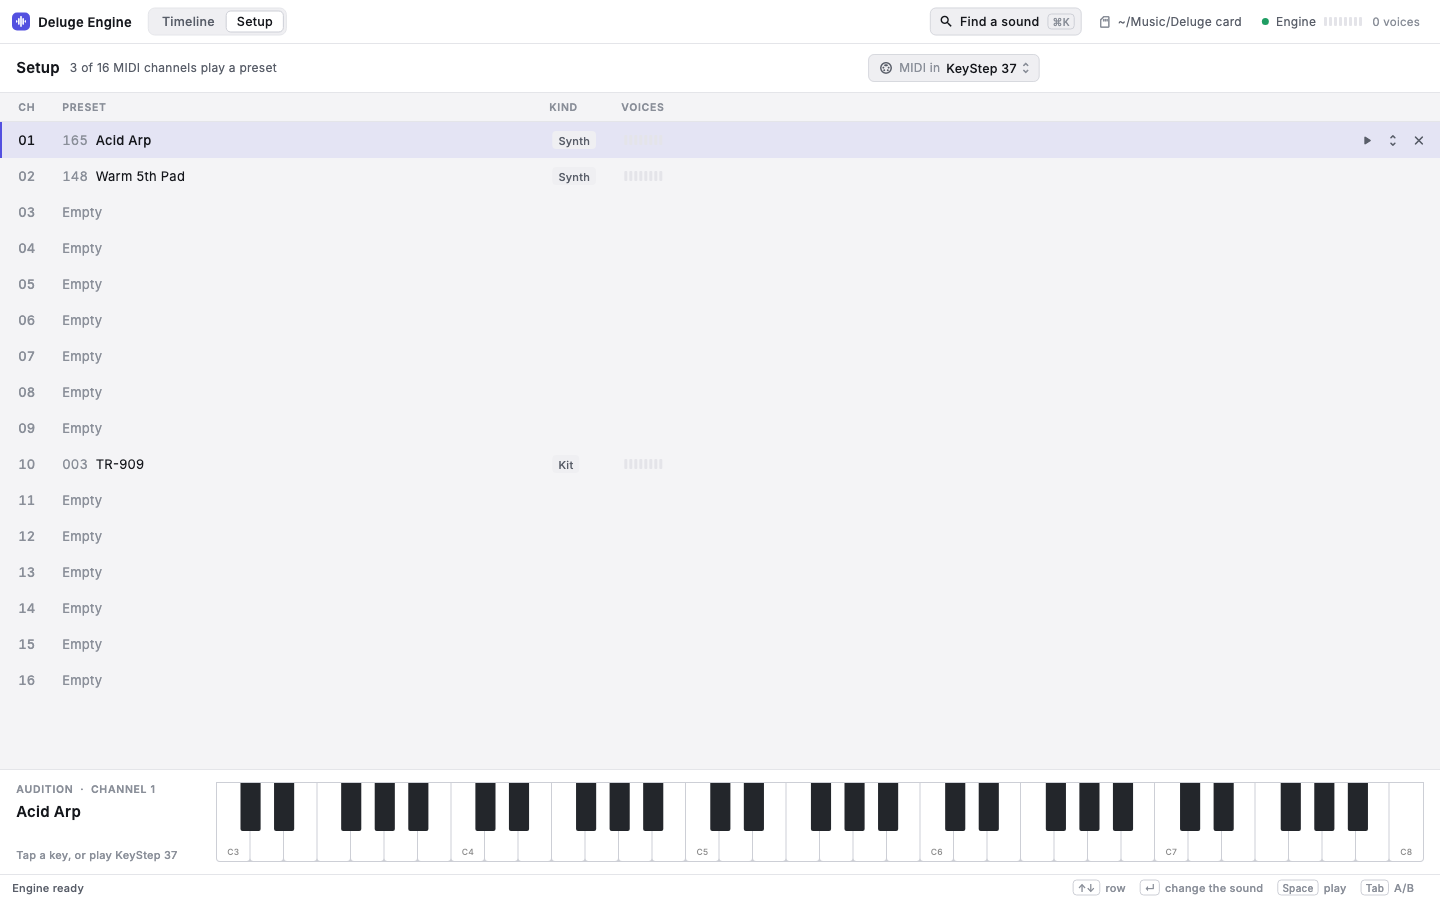 Deluge Engine Timeline Setup Find a sound ⌘K ~/Music/Deluge card Engine 0 voices
Setup 3 of 16 MIDI channels play a preset MIDI in KeyStep 37
CH PRESET KIND VOICES
01 165 Acid Arp Synth
02 148 Warm 5th Pad Synth
03 Empty
04 Empty
05 Empty
06 Empty
07 Empty
08 Empty
09 Empty
10 003 TR-909 Kit
11 Empty
12 Empty
13 Empty
14 Empty
15 Empty
16 Empty
AUDITION · CHANNEL 1
Acid Arp
Tap a key, or play KeyStep 37
C3 C4 C5 C6 C7 C8
Engine ready ↑↓ row ↵ change the sound Space play Tab A/B